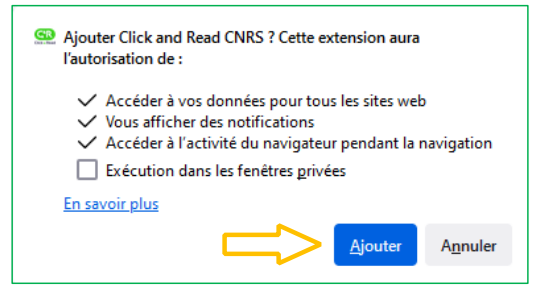 Ajouter Click and Read CNRS ? Cette extension aura
l'autorisation de :
Accéder à vos données pour tous les sites web
Vous afficher des notifications
Accéder à l'activité du navigateur pendant la navigation
Exécution dans les fenêtres privées
En savoir plus
Ajouter Annuler